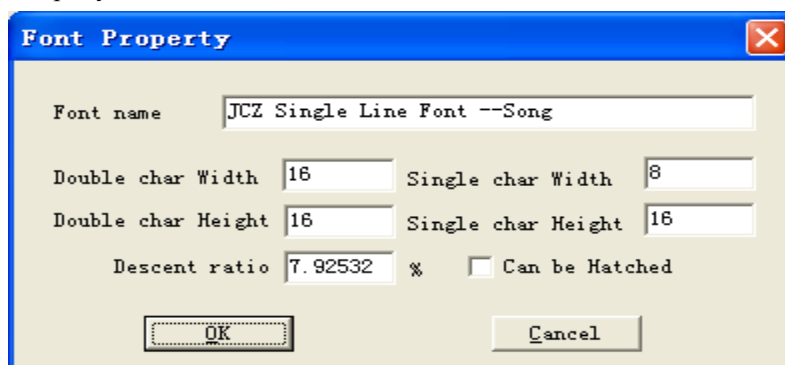 Font Property
Font name JCZ Single Line Font --Song
Double char Width 16 Single char Width 8
Double char Height 16 Single char Height 16
Descent ratio 7.92532 % Can be Hatched
OK Cancel